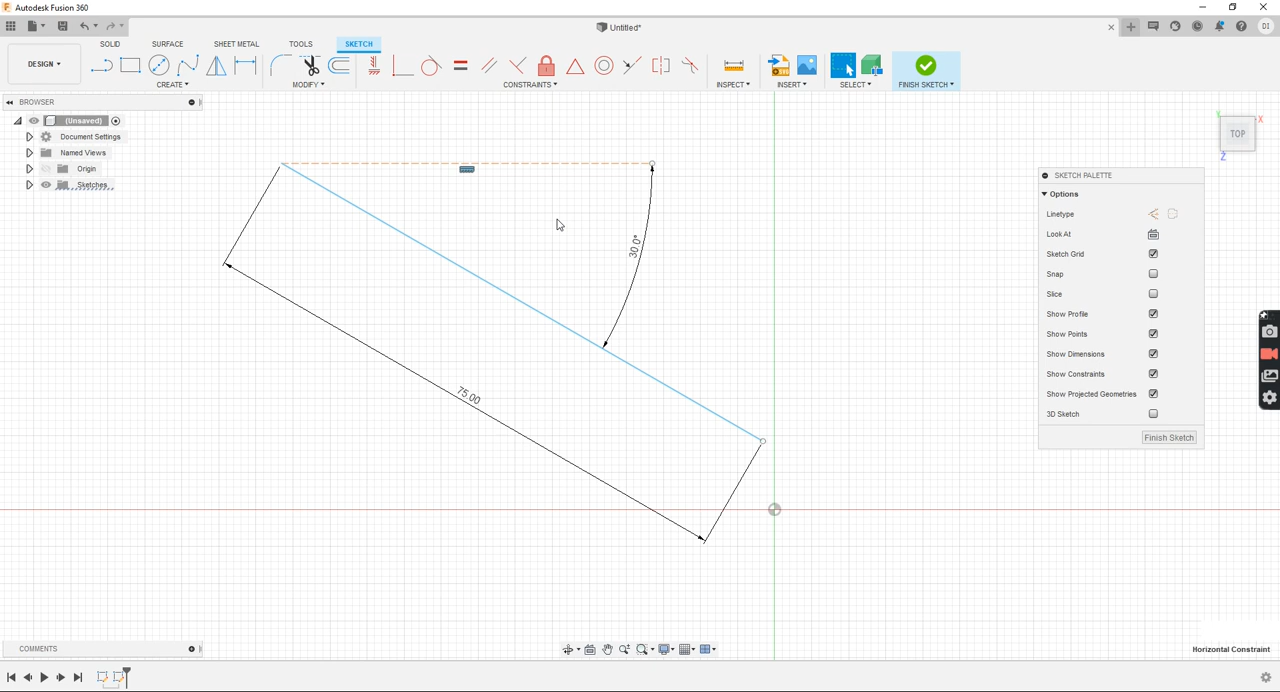 Autodesk Fusion 360
Untitled*
DI
DESIGN
SOLID SURFACE SHEET METAL TOOLS SKETCH
CREATE MODIFY CONSTRAINTS INSPECT INSERT SELECT FINISH SKETCH
BROWSER
(Unsaved)
Document Settings
Named Views
Origin
Sketches
30.0°
75.00
TOP
X
Y
Z
SKETCH PALETTE
Options
Linetype
Look At
Sketch Grid
Snap
Slice
Show Profile
Show Points
Show Dimensions
Show Constraints
Show Projected Geometries
3D Sketch
Finish Sketch
COMMENTS
Horizontal Constraint